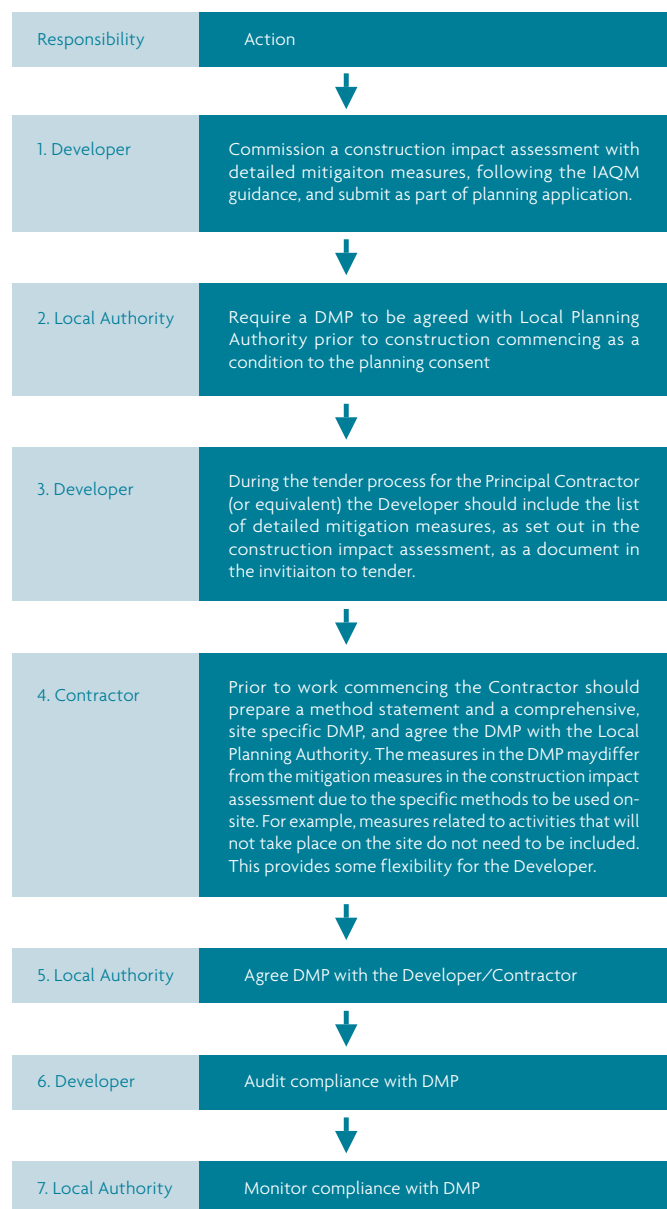 Responsibility
Action
1. Developer
Commission a construction impact assessment with
detailed mitigaiton measures, following the IAQM
guidance, and submit as part of planning application.
2. Local Authority
Require a DMP to be agreed with Local Planning
Authority prior to construction commencing as a
condition to the planning consent
3. Developer
During the tender process for the Principal Contractor
(or equivalent) the Developer should include the list
of detailed mitigation measures, as set out in the
construction impact assessment, as a document in
the invitiaiton to tender.
4. Contractor
Prior to work commencing the Contractor should
prepare a method statement and a comprehensive,
site specific DMP, and agree the DMP with the Local
Planning Authority. The measures in the DMP maydiffer
from the mitigation measures in the construction impact
assessment due to the specific methods to be used on-
site. For example, measures related to activities that will
not take place on the site do not need to be included.
This provides some flexibility for the Developer.
5. Local Authority
Agree DMP with the Developer/Contractor
6. Developer
Audit compliance with DMP
7. Local Authority
Monitor compliance with DMP